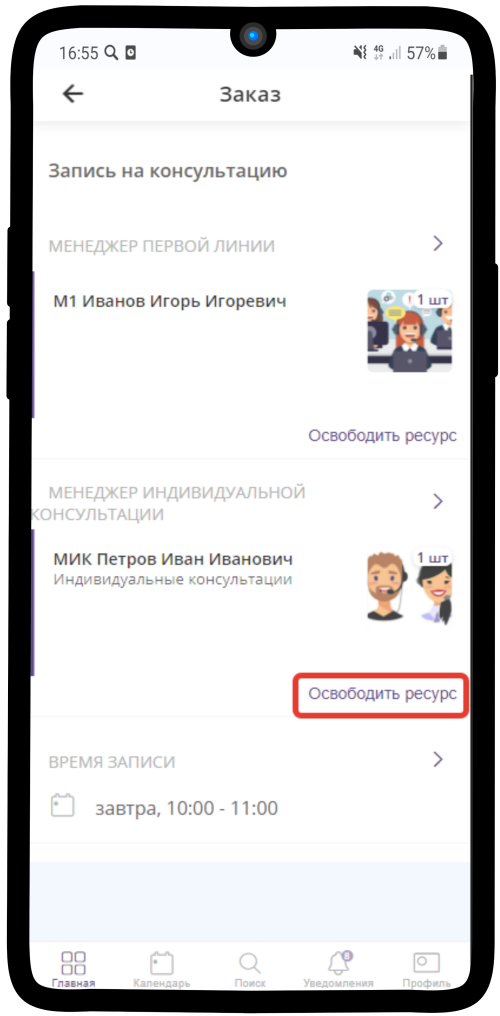 16:55 4G 57%
Заказ
Запись на консультацию
МЕНЕДЖЕР ПЕРВОЙ ЛИНИИ
М1 Иванов Игорь Игоревич
1 шт
Освободить ресурс
МЕНЕДЖЕР ИНДИВИДУАЛЬНОЙ
КОНСУЛЬТАЦИИ
МИК Петров Иван Иванович
1 шт
Индивидуальные консультации
Освободить ресурс
ВРЕМЯ ЗАПИСИ
завтра, 10:00 - 11:00
Главная Календарь Поиск Уведомления Профиль